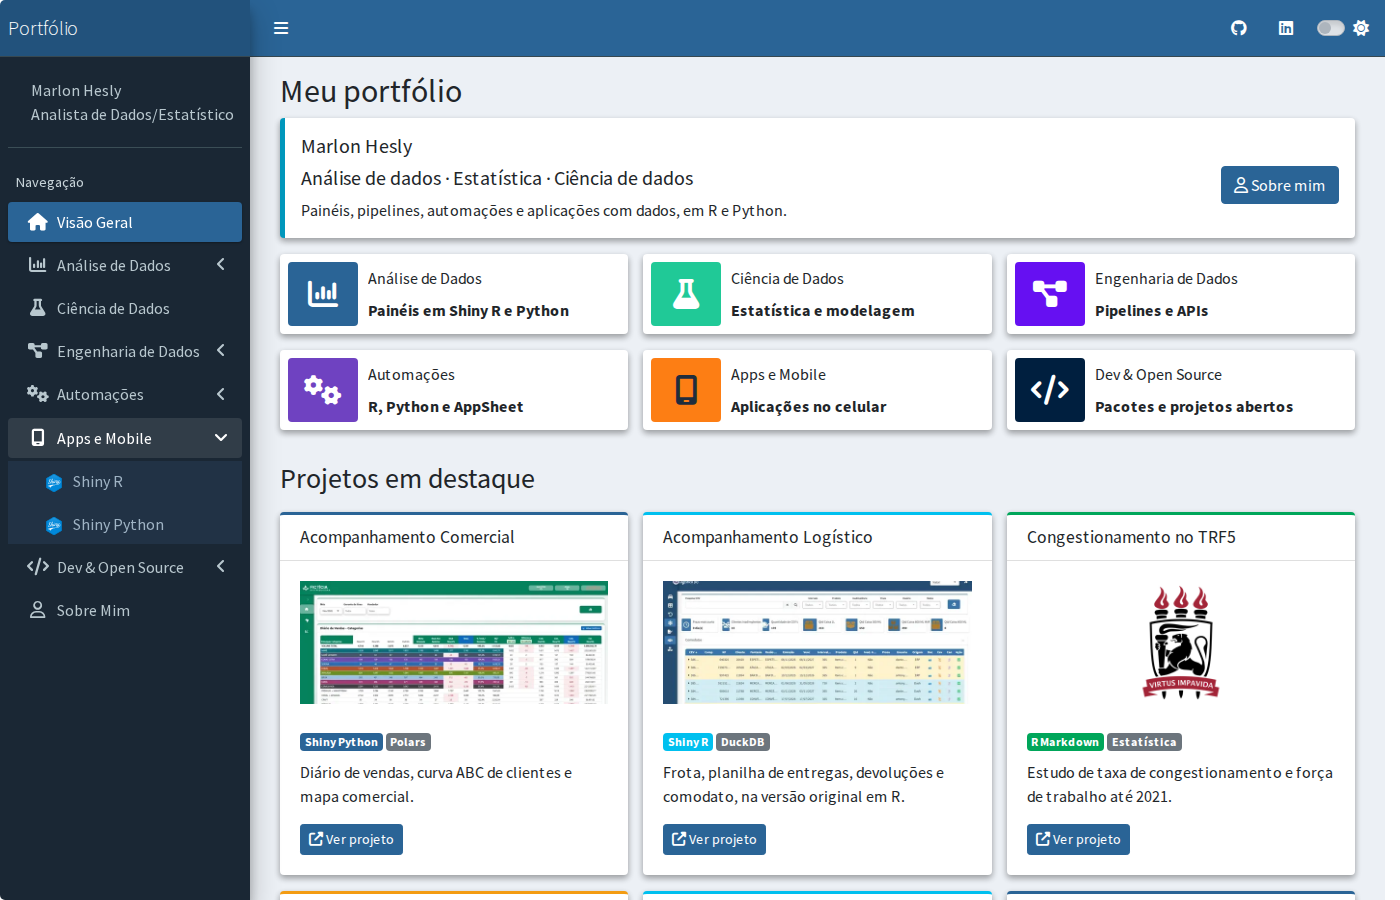 Portfólio
Marlon Hesly
Analista de Dados/Estatístico
Navegação
Visão Geral
Análise de Dados
Ciência de Dados
Engenharia de Dados
Automações
Apps e Mobile
Shiny R
Shiny Python
Dev & Open Source
Sobre Mim
Meu portfólio
Marlon Hesly
Análise de dados · Estatística · Ciência de dados
Painéis, pipelines, automações e aplicações com dados, em R e Python.
Sobre mim
Análise de Dados
Painéis em Shiny R e Python
Ciência de Dados
Estatística e modelagem
Engenharia de Dados
Pipelines e APIs
Automações
R, Python e AppSheet
Apps e Mobile
Aplicações no celular
Dev & Open Source
Pacotes e projetos abertos
Projetos em destaque
Acompanhamento Comercial
Shiny Python Polars
Diário de vendas, curva ABC de clientes e
mapa comercial.
Ver projeto
Acompanhamento Logístico
Shiny R DuckDB
Frota, planilha de entregas, devoluções e
comodato, na versão original em R.
Ver projeto
Congestionamento no TRF5
VIRTUS IMPAVIDA
RMarkdown Estatística
Estudo de taxa de congestionamento e força
de trabalho até 2021.
Ver projeto